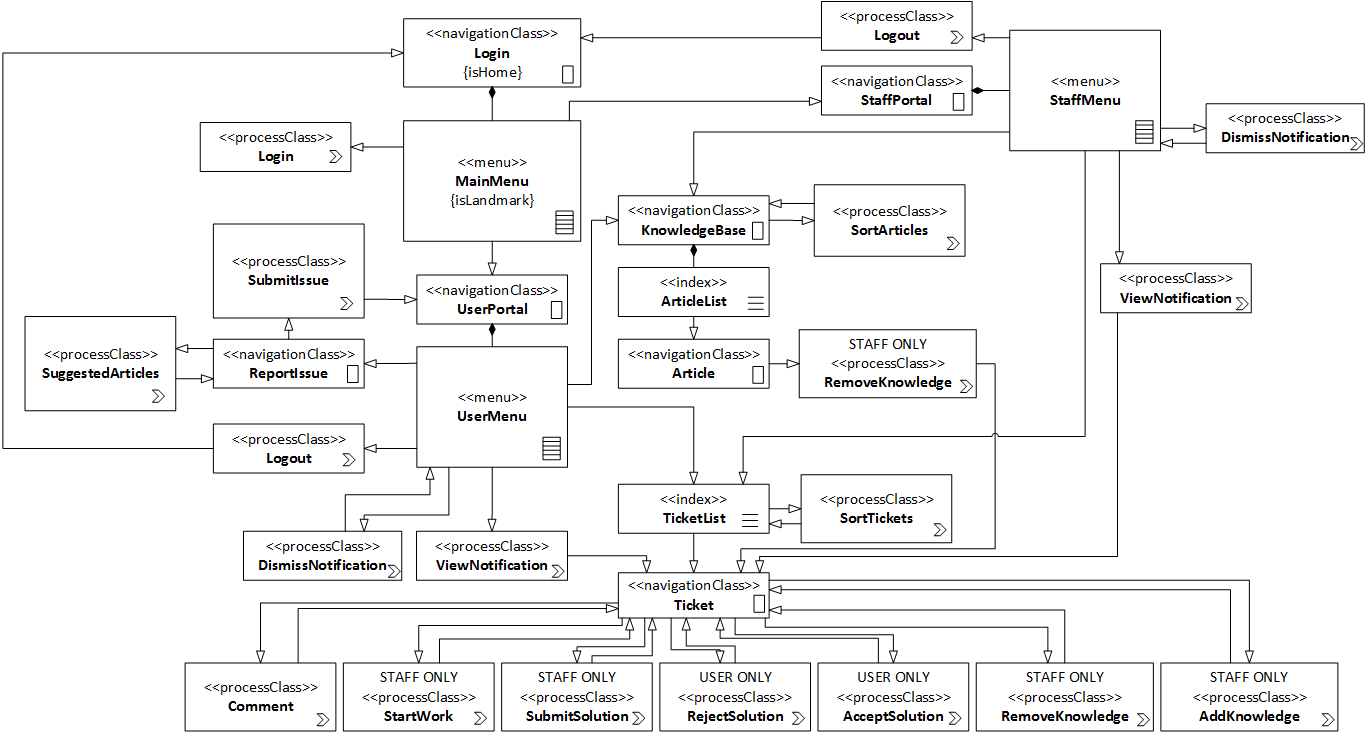 <<navigationClass>>
Login
{isHome}
<<processClass>>
Logout
<<menu>>
StaffMenu
<<navigationClass>>
StaffPortal
<<processClass>>
DismissNotification
<<processClass>>
Login
<<menu>>
MainMenu
{isLandmark}
<<navigationClass>>
KnowledgeBase
<<processClass>>
SortArticles
<<processClass>>
SubmitIssue
<<navigationClass>>
UserPortal
<<index>>
ArticleList
<<processClass>>
ViewNotification
<<processClass>>
SuggestedArticles
<<navigationClass>>
ReportIssue
<<menu>>
UserMenu
<<navigationClass>>
Article
STAFF ONLY
<<processClass>>
RemoveKnowledge
<<processClass>>
Logout
<<index>>
TicketList
<<processClass>>
SortTickets
<<processClass>>
DismissNotification
<<processClass>>
ViewNotification
<<navigationClass>>
Ticket
<<processClass>>
Comment
STAFF ONLY
<<processClass>>
StartWork
STAFF ONLY
<<processClass>>
SubmitSolution
USER ONLY
<<processClass>>
RejectSolution
USER ONLY
<<processClass>>
AcceptSolution
STAFF ONLY
<<processClass>>
RemoveKnowledge
STAFF ONLY
<<processClass>>
AddKnowledge